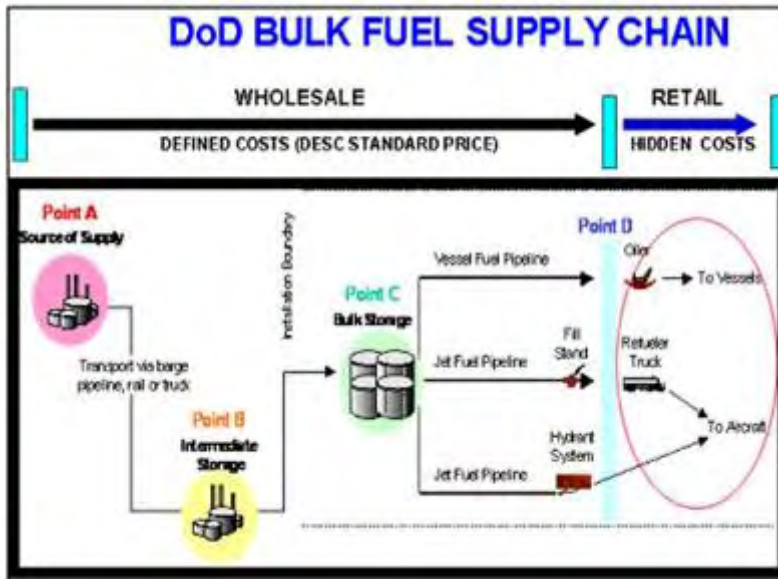 DoD BULK FUEL SUPPLY CHAIN
WHOLESALE
RETAIL
DEFINED COSTS (DESC STANDARD PRICE)
HIDDEN COSTS
Point A
Source of Supply
Transport via barge
pipeline, rail or truck
Point B
Intermediate
Storage
Installation Boundary
Point C
Bulk Storage
Vessel Fuel Pipeline
Jet Fuel Pipeline
Jet Fuel Pipeline
Fill
Stand
Hydrant
System
Point D
Oiler
To Vessels
Refueler
Truck
To Aircraft